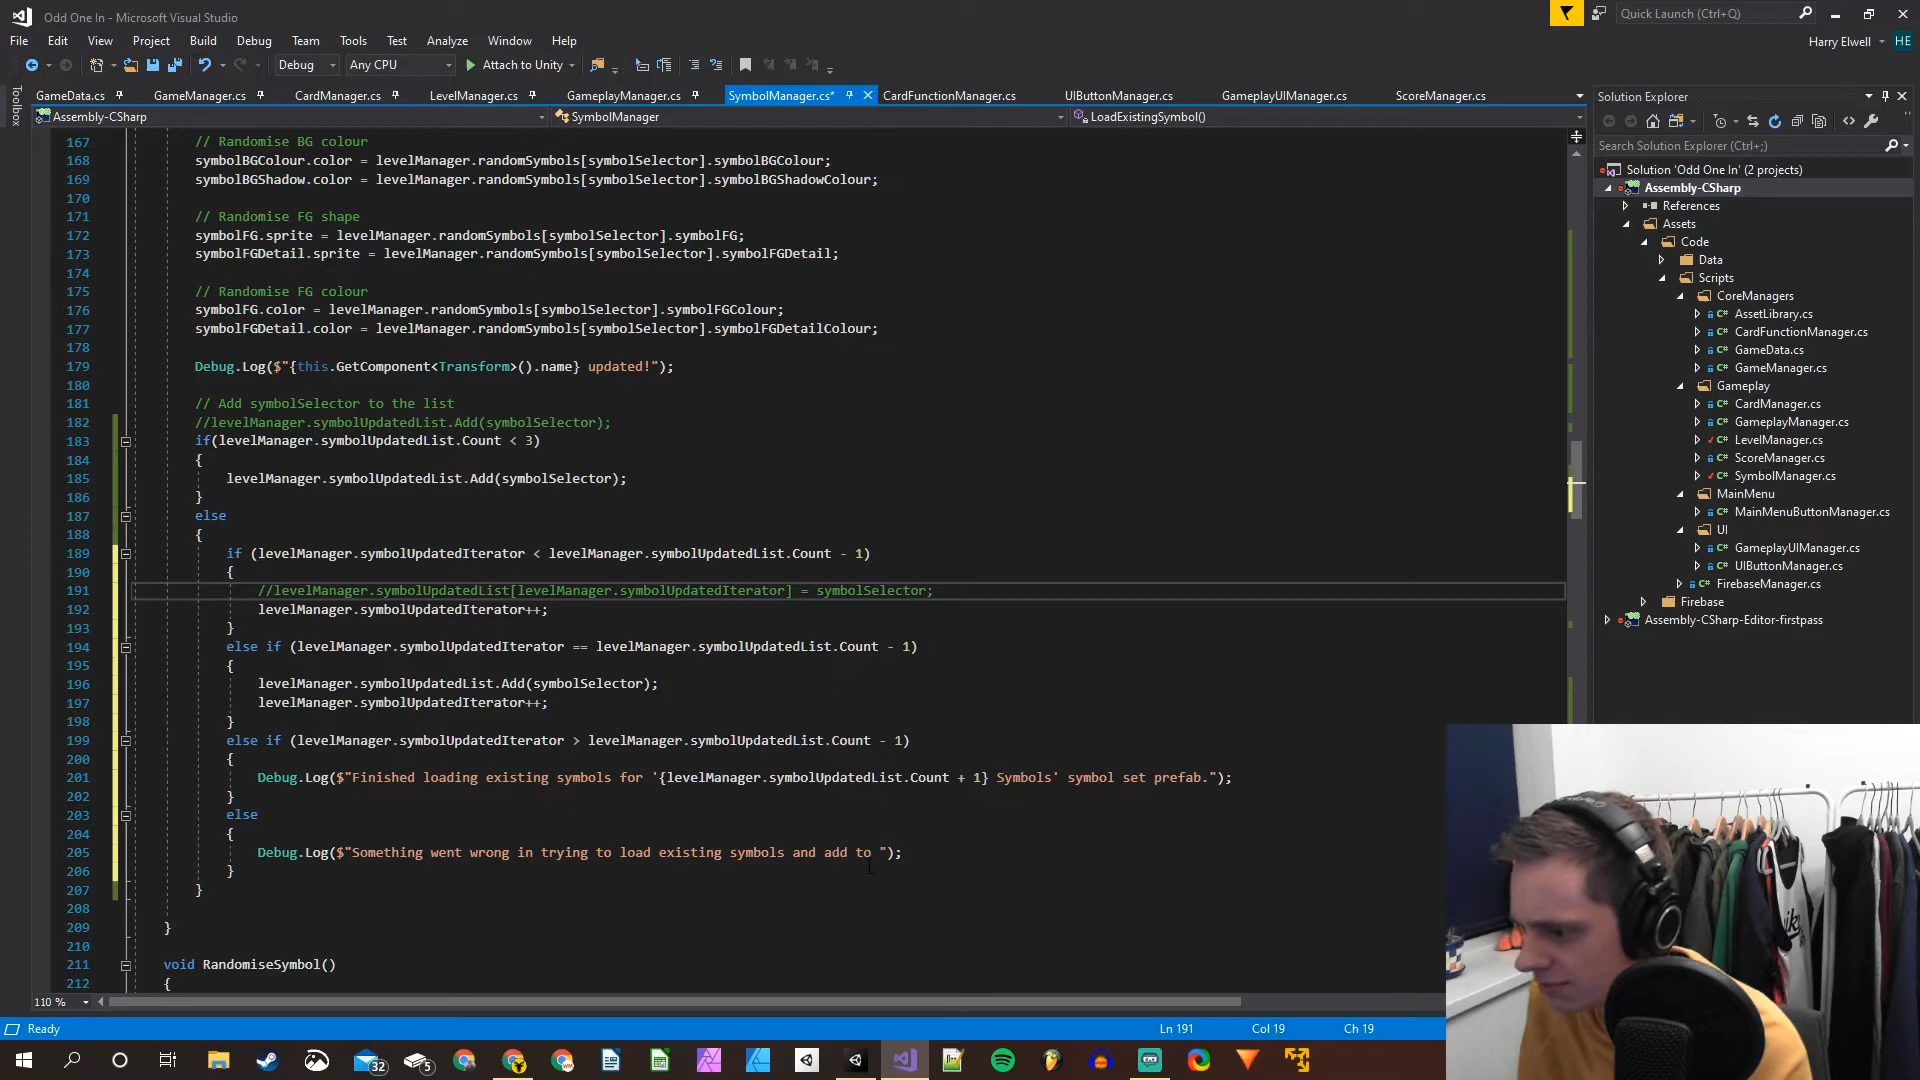 Odd One In - Microsoft Visual Studio
Quick Launch (Ctrl+Q)
File Edit View Project Build Debug Team Tools Test Analyze Window Help
Harry Elwell HE
Debug Any CPU Attach to Unity
Toolbox
GameData.cs GameManager.cs CardManager.cs LevelManager.cs GameplayManager.cs SymbolManager.cs* CardFunctionManager.cs UIButtonManager.cs GameplayUIManager.cs ScoreManager.cs
Assembly-CSharp SymbolManager LoadExistingSymbol()
167 // Randomise BG colour
168 symbolBGColour.color = levelManager.randomSymbols[symbolSelector].symbolBGColour;
169 symbolBGShadow.color = levelManager.randomSymbols[symbolSelector].symbolBGShadowColour;
170
171 // Randomise FG shape
172 symbolFG.sprite = levelManager.randomSymbols[symbolSelector].symbolFG;
173 symbolFGDetail.sprite = levelManager.randomSymbols[symbolSelector].symbolFGDetail;
174
175 // Randomise FG colour
176 symbolFG.color = levelManager.randomSymbols[symbolSelector].symbolFGColour;
177 symbolFGDetail.color = levelManager.randomSymbols[symbolSelector].symbolFGDetailColour;
178
179 Debug.Log($"{this.GetComponent<Transform>().name} updated!");
180
181 // Add symbolSelector to the list
182 //levelManager.symbolUpdatedList.Add(symbolSelector);
183 if(levelManager.symbolUpdatedList.Count < 3)
184 {
185 levelManager.symbolUpdatedList.Add(symbolSelector);
186 }
187 else
188 {
189 if (levelManager.symbolUpdatedIterator < levelManager.symbolUpdatedList.Count - 1)
190 {
191 //levelManager.symbolUpdatedList[levelManager.symbolUpdatedIterator] = symbolSelector;
192 levelManager.symbolUpdatedIterator++;
193 }
194 else if (levelManager.symbolUpdatedIterator == levelManager.symbolUpdatedList.Count - 1)
195 {
196 levelManager.symbolUpdatedList.Add(symbolSelector);
197 levelManager.symbolUpdatedIterator++;
198 }
199 else if (levelManager.symbolUpdatedIterator > levelManager.symbolUpdatedList.Count - 1)
200 {
201 Debug.Log($"Finished loading existing symbols for '{levelManager.symbolUpdatedList.Count + 1} Symbols' symbol set prefab.");
202 }
203 else
204 {
205 Debug.Log($"Something went wrong in trying to load existing symbols and add to ");
206 }
207 }
208
209 }
210
211 void RandomiseSymbol()
212 {
110 %
Ready Ln 191 Col 19 Ch 19
Solution Explorer
Search Solution Explorer (Ctrl+;)
Solution 'Odd One In' (2 projects)
Assembly-CSharp
References
Assets
Code
Data
Scripts
CoreManagers
AssetLibrary.cs
CardFunctionManager.cs
GameData.cs
GameManager.cs
Gameplay
CardManager.cs
GameplayManager.cs
LevelManager.cs
ScoreManager.cs
SymbolManager.cs
MainMenu
MainMenuButtonManager.cs
UI
GameplayUIManager.cs
UIButtonManager.cs
FirebaseManager.cs
Firebase
Assembly-CSharp-Editor-firstpass
32
5